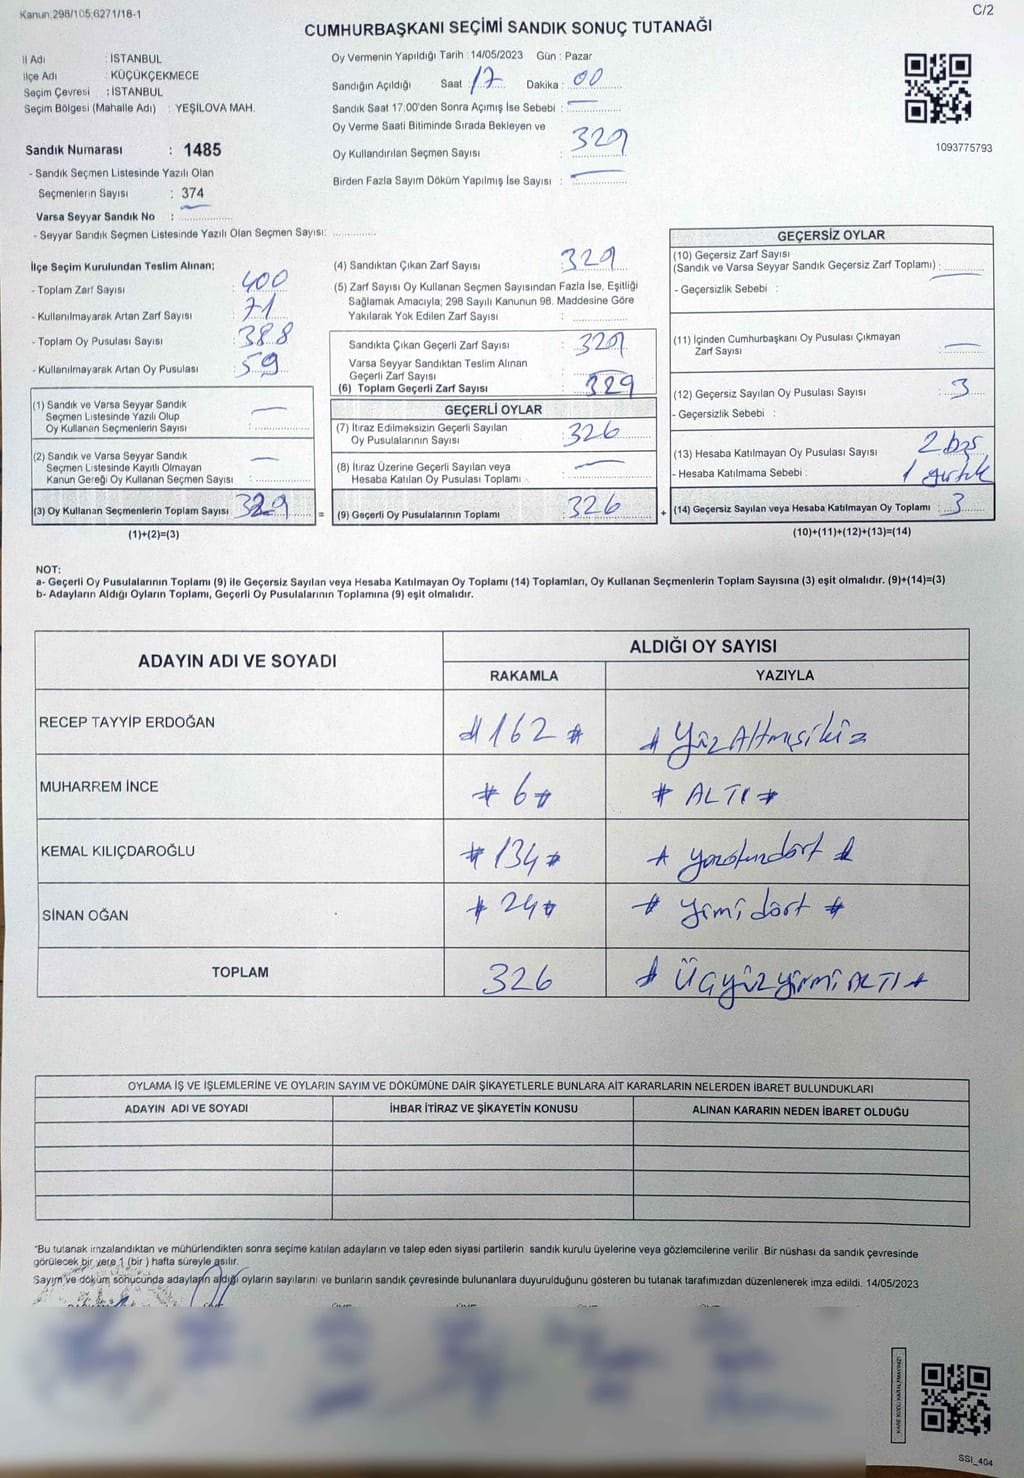 Kanun:298/105;6271/18-1
C/2
CUMHURBAŞKANI SEÇİMİ SANDIK SONUÇ TUTANAĞI
İl Adı : İSTANBUL
İlçe Adı : KÜÇÜKÇEKMECE
Seçim Çevresi : İSTANBUL
Seçim Bölgesi (Mahalle Adı) : YEŞİLOVA MAH.
Sandık Numarası : 1485
- Sandık Seçmen Listesinde Yazılı Olan
Seçmenlerin Sayısı : 374
Varsa Seyyar Sandık No :
- Seyyar Sandık Seçmen Listesinde Yazılı Olan Seçmen Sayısı:
Oy Vermenin Yapıldığı Tarih : 14/05/2023 Gün : Pazar
Sandığın Açıldığı Saat : 17 Dakika : 00
Sandık Saat 17:00'den Sonra Açımış İse Sebebi : —
Oy Verme Saati Bitiminde Sırada Bekleyen ve
Oy Kullandırılan Seçmen Sayısı : 329
Birden Fazla Sayım Döküm Yapılmış İse Sayısı : —
1093775793
İlçe Seçim Kurulundan Teslim Alınan;
- Toplam Zarf Sayısı : 400
- Kullanılmayarak Artan Zarf Sayısı : 71
- Toplam Oy Pusulası Sayısı : 388
- Kullanılmayarak Artan Oy Pusulası : 59
(1) Sandık ve Varsa Seyyar Sandık
Seçmen Listesinde Yazılı Olup
Oy Kullanan Seçmenlerin Sayısı : —
(2) Sandık ve Varsa Seyyar Sandık
Seçmen Listesinde Kayıtlı Olmayan
Kanun Gereği Oy Kullanan Seçmen Sayısı : —
(3) Oy Kullanan Seçmenlerin Toplam Sayısı : 329
(1)+(2)=(3)
(4) Sandıktan Çıkan Zarf Sayısı : 329
(5) Zarf Sayısı Oy Kullanan Seçmen Sayısından Fazla İse, Eşitliği
Sağlamak Amacıyla; 298 Sayılı Kanunun 98. Maddesine Göre
Yakılarak Yok Edilen Zarf Sayısı :
Sandıkta Çıkan Geçerli Zarf Sayısı : 329
Varsa Seyyar Sandıktan Teslim Alınan
Geçerli Zarf Sayısı :
(6) Toplam Geçerli Zarf Sayısı : 329
GEÇERLİ OYLAR
(7) İtiraz Edilmeksizin Geçerli Sayılan
Oy Pusulalarının Sayısı : 326
(8) İtiraz Üzerine Geçerli Sayılan veya
Hesaba Katılan Oy Pusulası Toplamı : —
= (9) Geçerli Oy Pusulalarının Toplamı : 326
GEÇERSİZ OYLAR
(10) Geçersiz Zarf Sayısı
(Sandık ve Varsa Seyyar Sandık Geçersiz Zarf Toplamı) :
- Geçersizlik Sebebi :
(11) İçinden Cumhurbaşkanı Oy Pusulası Çıkmayan
Zarf Sayısı : —
(12) Geçersiz Sayılan Oy Pusulası Sayısı : 3
- Geçersizlik Sebebi :
(13) Hesaba Katılmayan Oy Pusulası Sayısı : 2 boş
- Hesaba Katılmama Sebebi : 1 yırtık
+ (14) Geçersiz Sayılan veya Hesaba Katılmayan Oy Toplamı : 3
(10)+(11)+(12)+(13)=(14)
NOT:
a- Geçerli Oy Pusulalarının Toplamı (9) ile Geçersiz Sayılan veya Hesaba Katılmayan Oy Toplamı (14) Toplamları, Oy Kullanan Seçmenlerin Toplam Sayısına (3) eşit olmalıdır. (9)+(14)=(3)
b- Adayların Aldığı Oyların Toplamı, Geçerli Oy Pusulalarının Toplamına (9) eşit olmalıdır.
ADAYIN ADI VE SOYADI
ALDIĞI OY SAYISI
RAKAMLA YAZIYLA
RECEP TAYYİP ERDOĞAN # 162 # # YüzAltmışiki #
MUHARREM İNCE # 6 # # ALTI #
KEMAL KILIÇDAROĞLU # 134 # # yüzotuzdört #
SİNAN OĞAN # 24 # # yirmi dört #
TOPLAM 326 # ÜçyüzyirmiALTI #
OYLAMA İŞ VE İŞLEMLERİNE VE OYLARIN SAYIM VE DÖKÜMÜNE DAİR ŞİKAYETLERLE BUNLARA AİT KARARLARIN NELERDEN İBARET BULUNDUKLARI
ADAYIN ADI VE SOYADI İHBAR İTİRAZ VE ŞİKAYETİN KONUSU ALINAN KARARIN NEDEN İBARET OLDUĞU
*Bu tutanak imzalandıktan ve mühürlendikten sonra seçime katılan adayların ve talep eden siyasi partilerin sandık kurulu üyelerine veya gözlemcilerine verilir. Bir nüshası da sandık çevresinde
görülecek bir yere 1 (bir ) hafta süreyle asılır.
Sayım ve döküm sonucunda adayların aldığı oyların sayılarını ve bunların sandık çevresinde bulunanlara duyurulduğunu gösteren bu tutanak tarafımızdan düzenlenerek imza edildi. 14/05/2023
KARE KODU KARALAMAYINIZ!
SSI_404